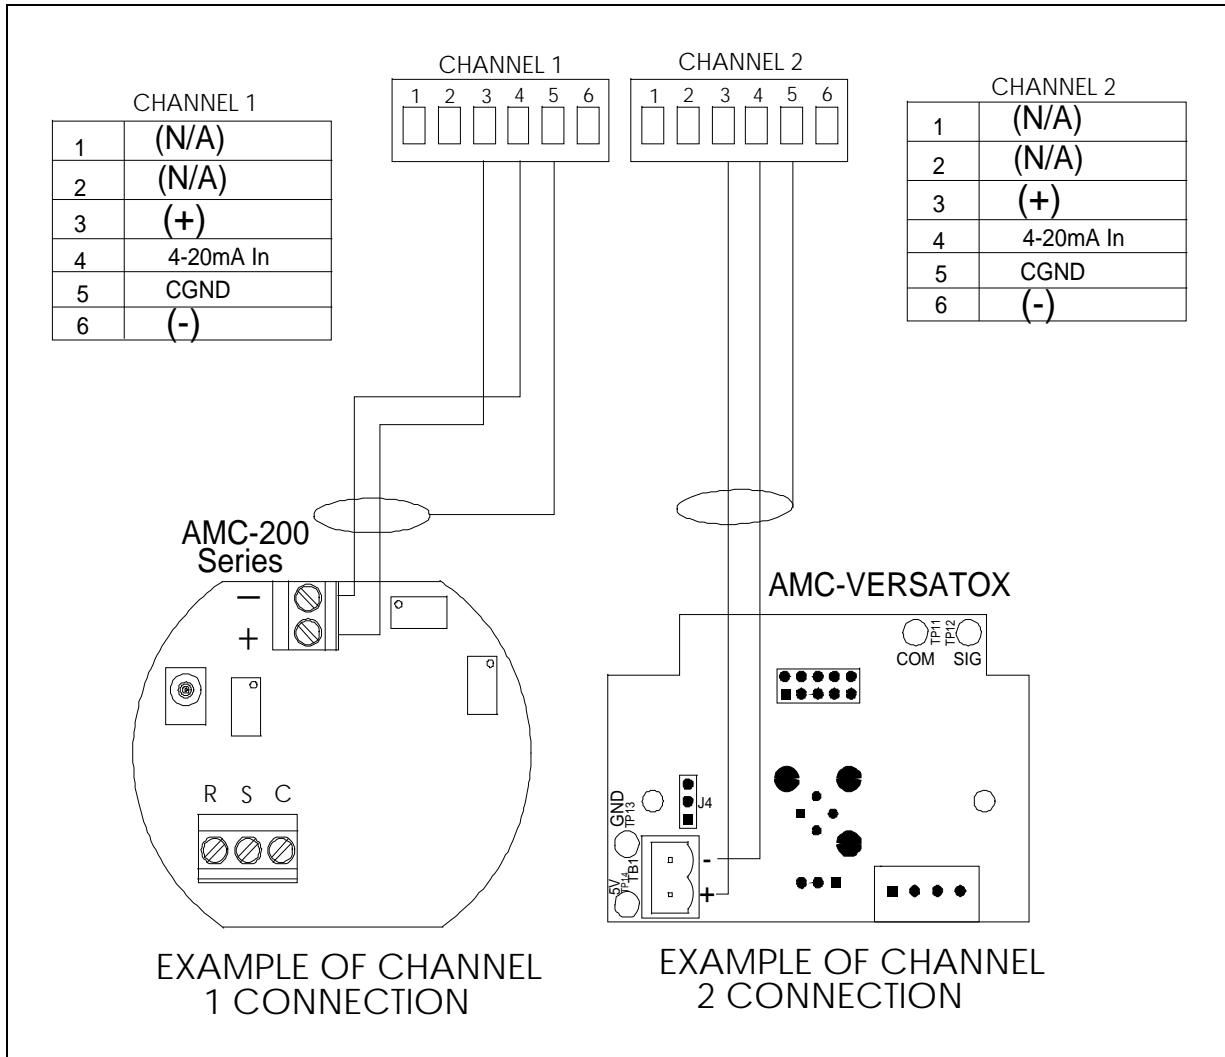 CHANNEL 1
1 2 3 4 5 6
CHANNEL 2
1 2 3 4 5 6
CHANNEL 1
1 (N/A)
2 (N/A)
3 (+)
4 4-20mA In
5 CGND
6 (-)
CHANNEL 2
1 (N/A)
2 (N/A)
3 (+)
4 4-20mA In
5 CGND
6 (-)
AMC-200
Series
−
+
R S C
EXAMPLE OF CHANNEL
1 CONNECTION
AMC-VERSATOX
TP11
TP12
COM SIG
J4
GND
TP13
TB1
5V
TP14
-
+
EXAMPLE OF CHANNEL
2 CONNECTION